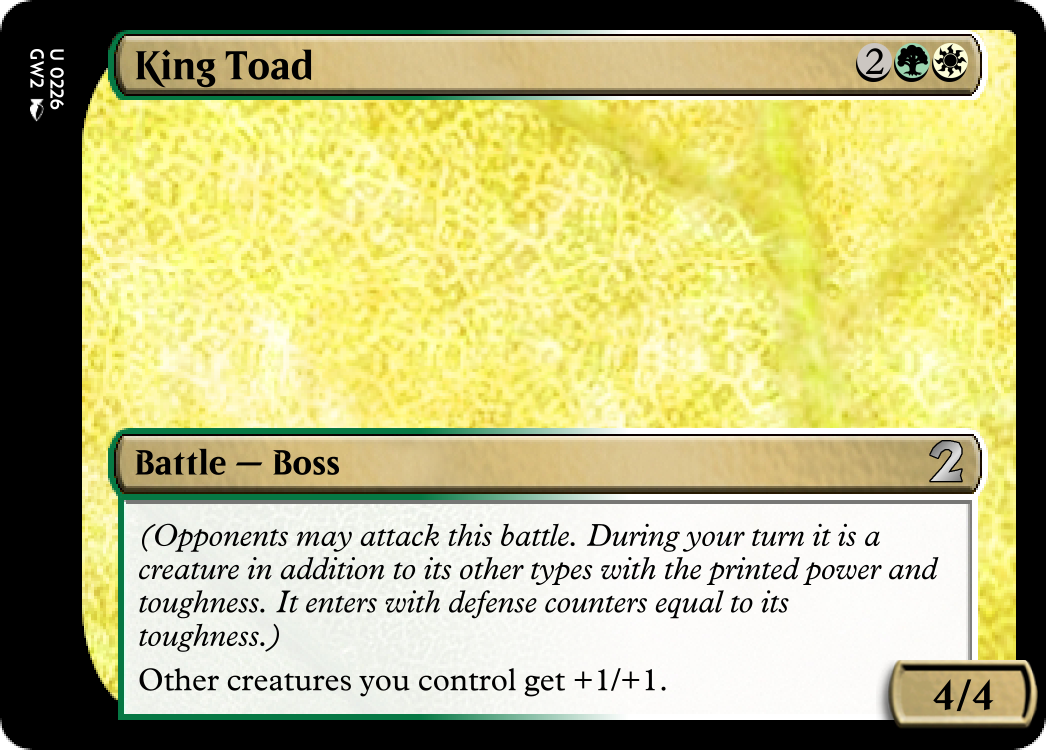 King Toad
2
Battle — Boss
2
(Opponents may attack this battle. During your turn it is a
creature in addition to its other types with the printed power and
toughness. It enters with defense counters equal to its
toughness.)
Other creatures you control get +1/+1.
4/4
U 0226
GW2